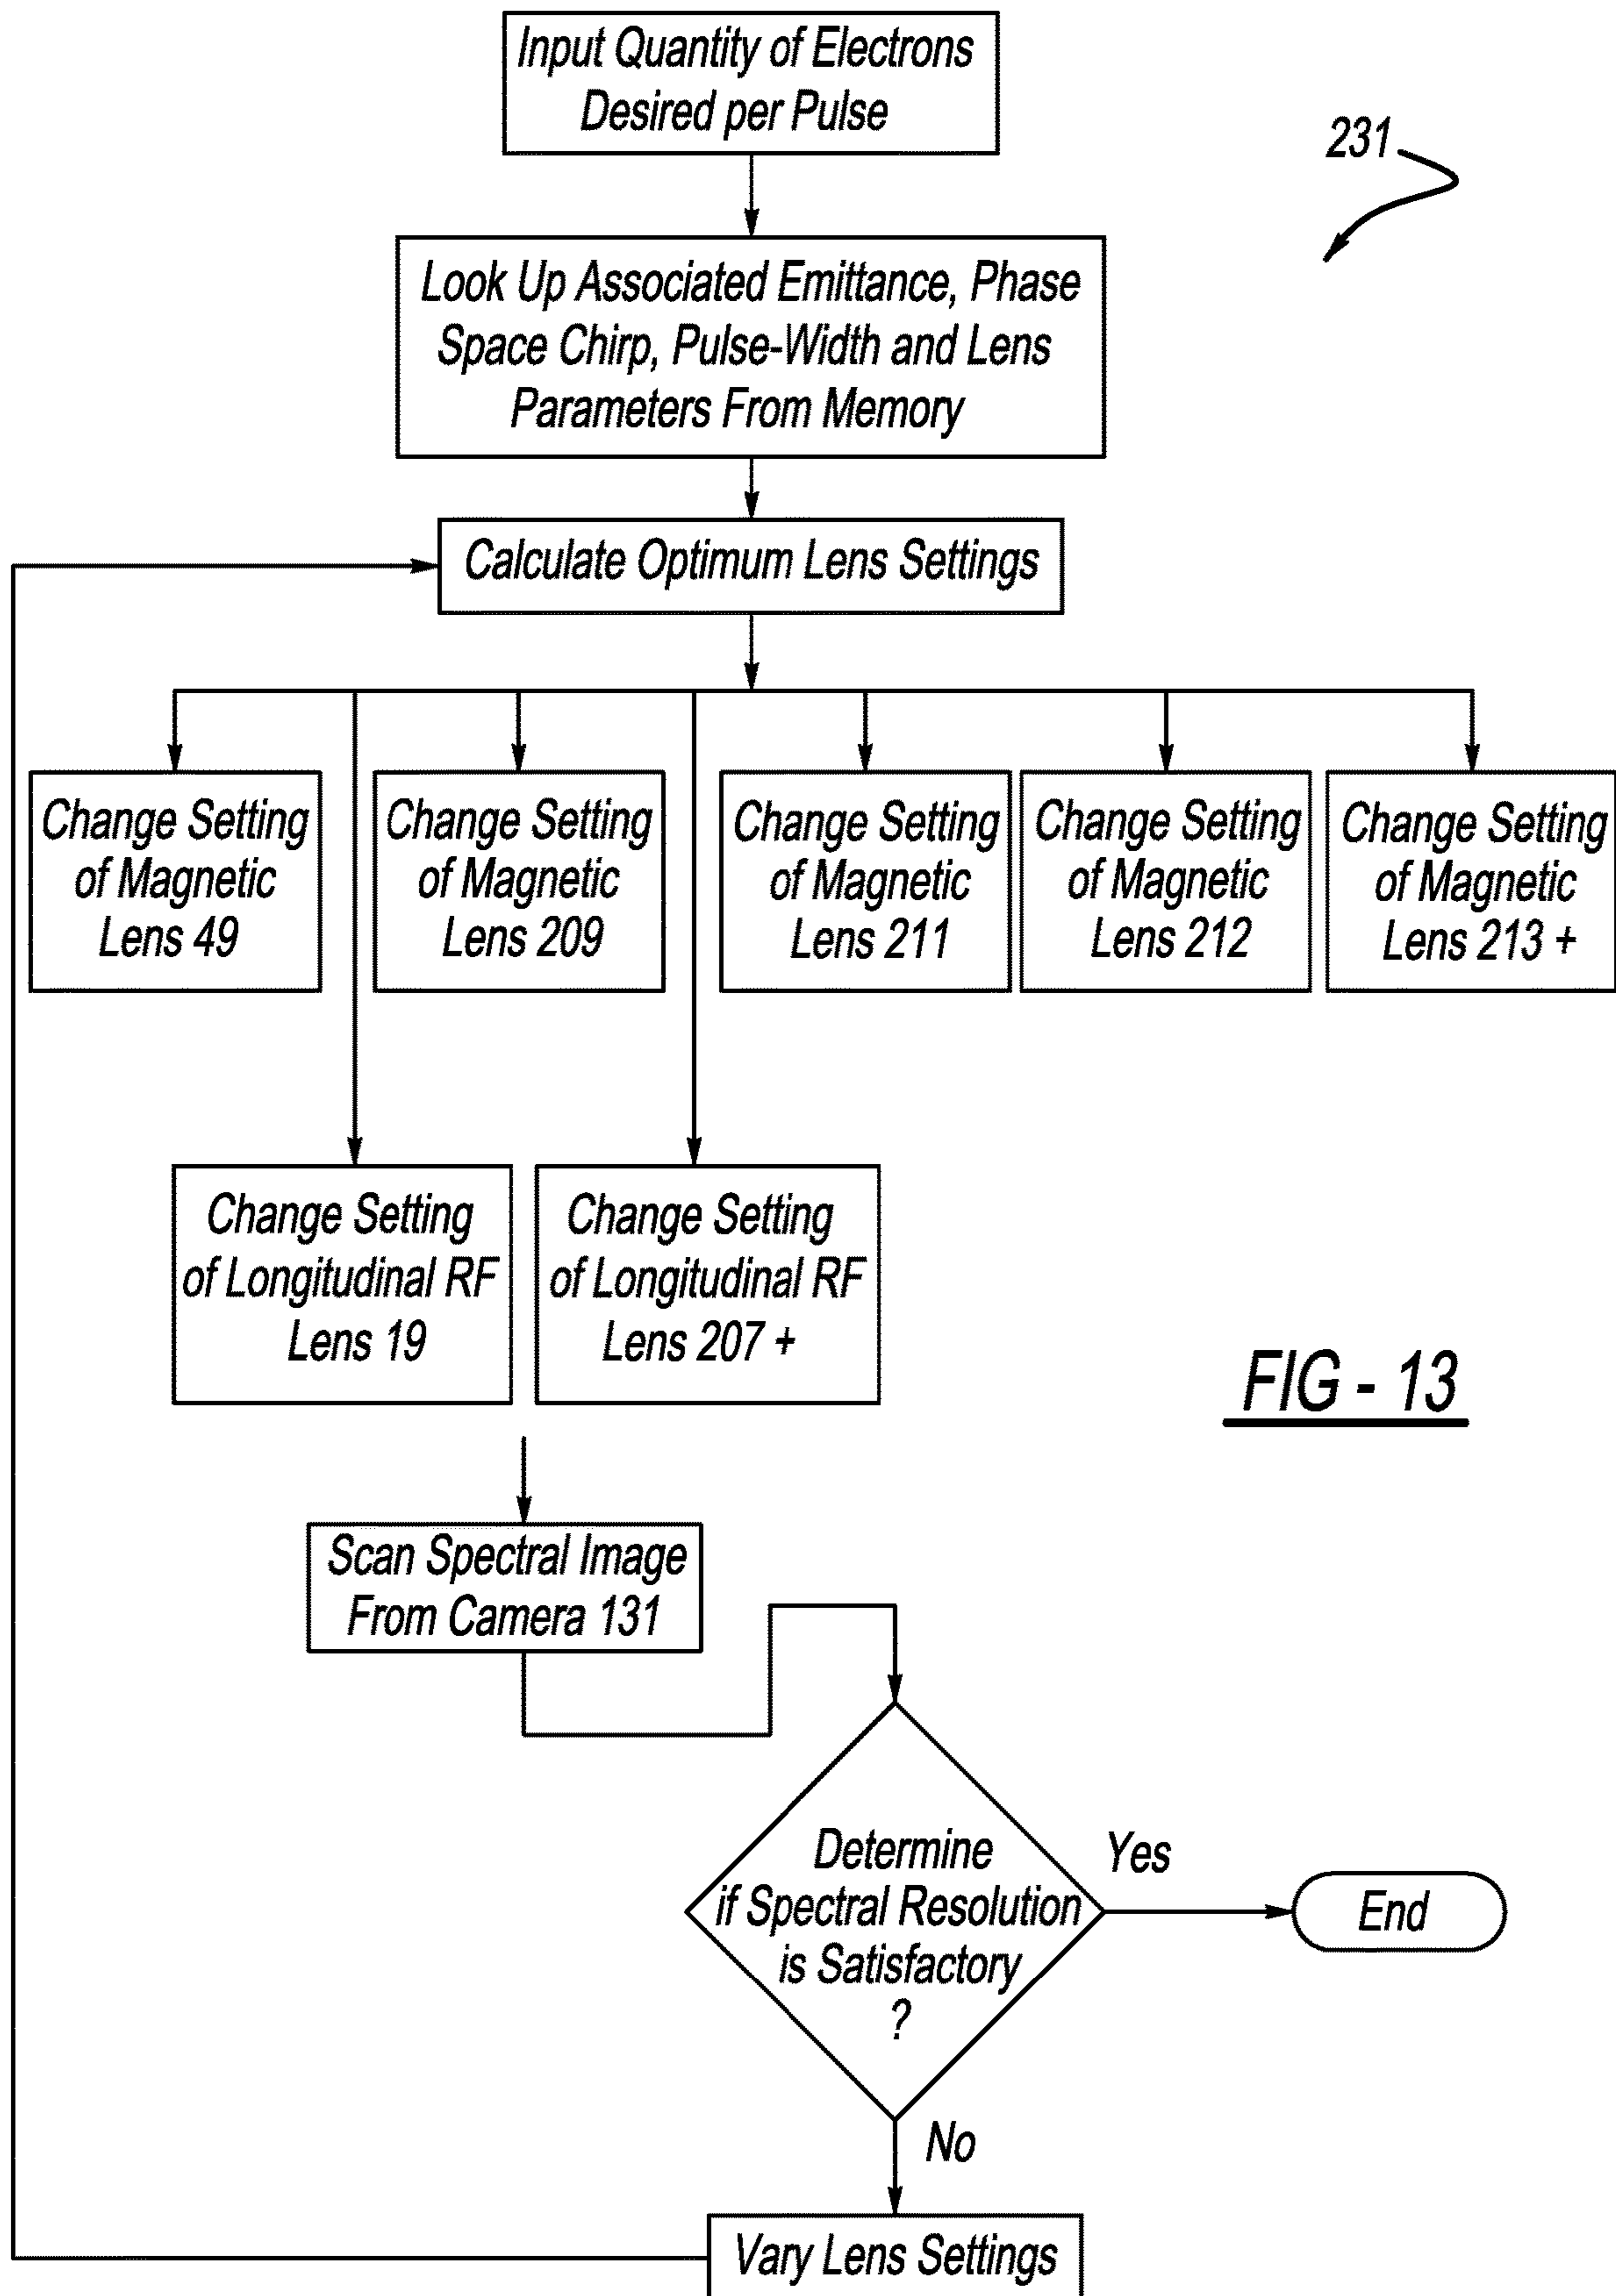 Input Quantity of Electrons
Desired per Pulse
231
Look Up Associated Emittance, Phase
Space Chirp, Pulse-Width and Lens
Parameters From Memory
Calculate Optimum Lens Settings
Change Setting
of Magnetic
Lens 49
Change Setting
of Magnetic
Lens 209
Change Setting
of Magnetic
Lens 211
Change Setting
of Magnetic
Lens 212
Change Setting
of Magnetic
Lens 213 +
Change Setting
of Longitudinal RF
Lens 19
Change Setting
of Longitudinal RF
Lens 207 +
FIG - 13
Scan Spectral Image
From Camera 131
Determine
if Spectral Resolution
is Satisfactory
?
Yes
End
No
Vary Lens Settings